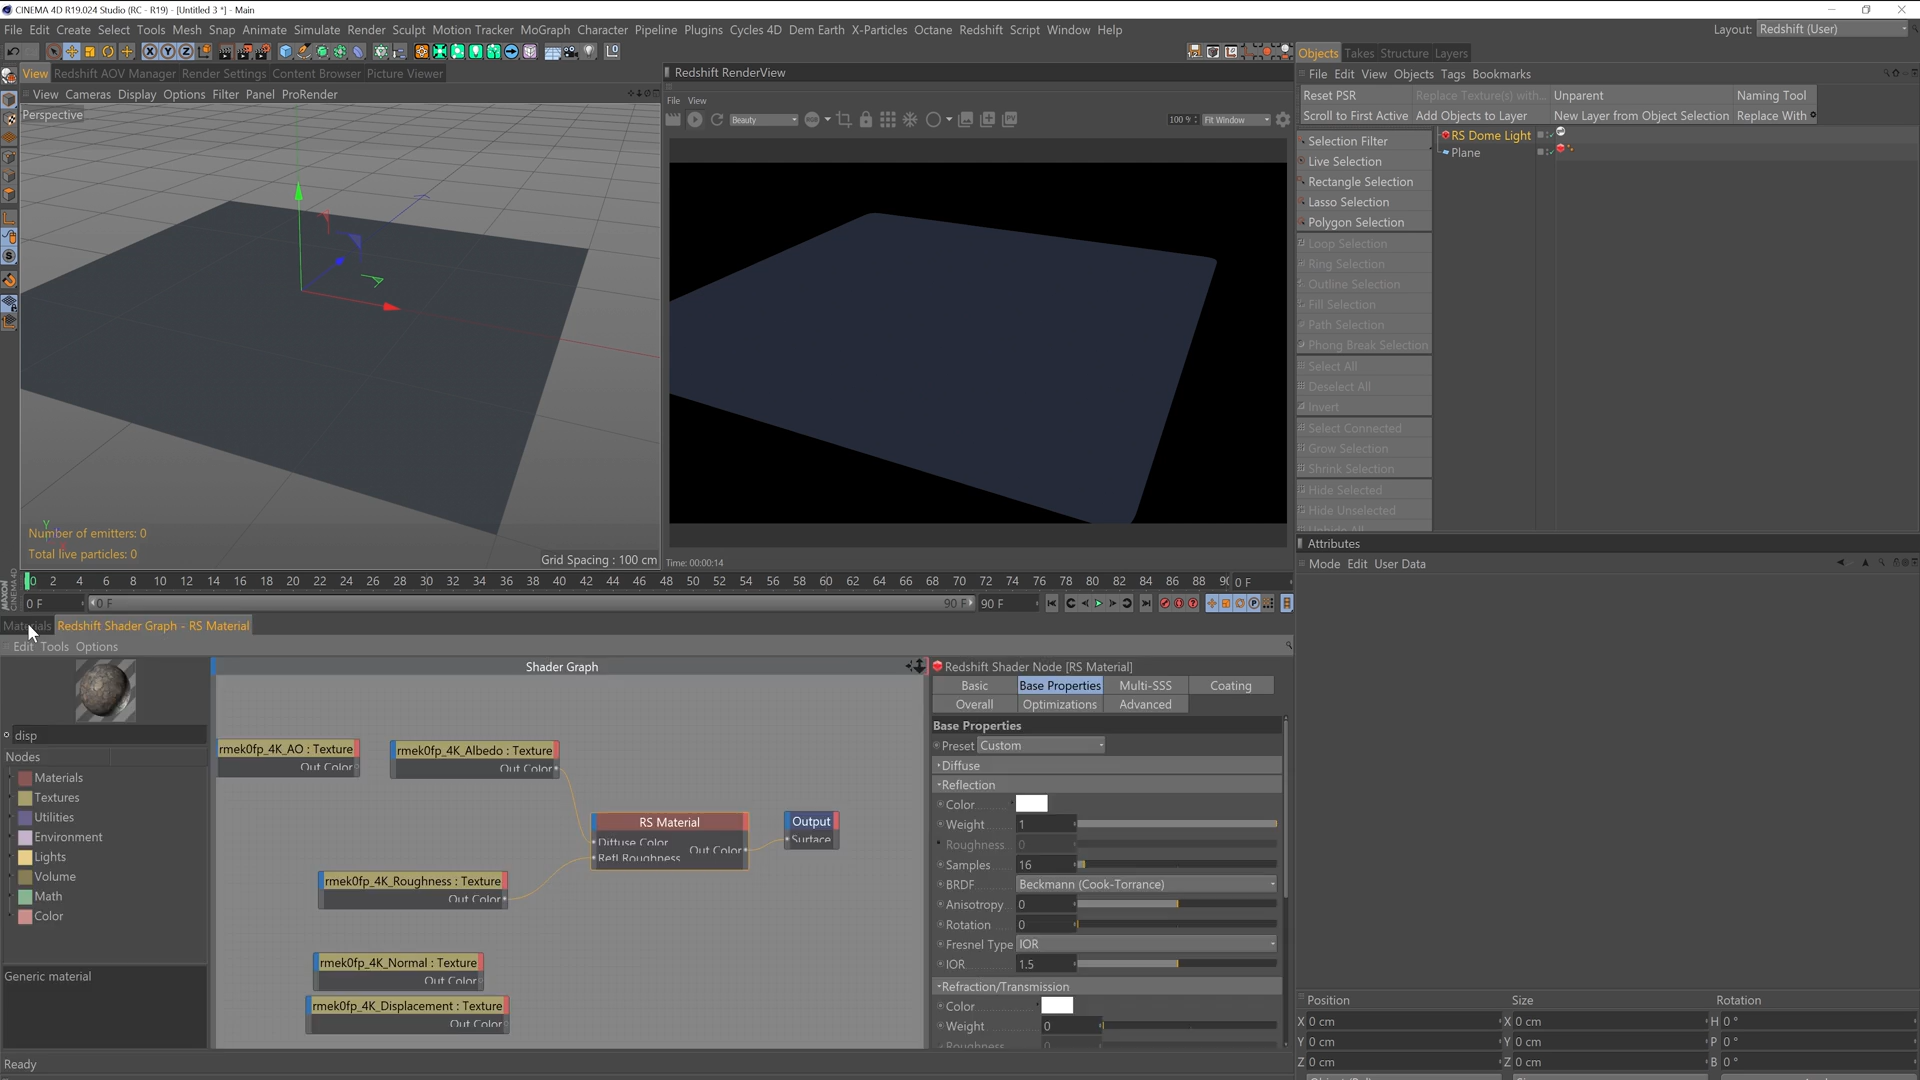 CINEMA 4D R19.024 Studio (RC - R19) - [Untitled 3 *] - Main
File Edit Create Select Tools Mesh Snap Animate Simulate Render Sculpt Motion Tracker MoGraph Character Pipeline Plugins Cycles 4D Dem Earth X-Particles Octane Redshift Script Window Help
Layout: Redshift (User)
View Redshift AOV Manager Render Settings Content Browser Picture Viewer
View Cameras Display Options Filter Panel ProRender
Perspective
Number of emitters: 0
Total live particles: 0
Grid Spacing : 100 cm
Redshift RenderView
File View
Beauty
100 %
Fit Window
Time: 00:00:14
Objects Takes Structure Layers
File Edit View Objects Tags Bookmarks
Reset PSR Replace Texture(s) with... Unparent Naming Tool
Scroll to First Active Add Objects to Layer New Layer from Object Selection Replace With
Selection Filter
Live Selection
Rectangle Selection
Lasso Selection
Polygon Selection
Loop Selection
Ring Selection
Outline Selection
Fill Selection
Path Selection
Phong Break Selection
Select All
Deselect All
Invert
Select Connected
Grow Selection
Shrink Selection
Hide Selected
Hide Unselected
Unhide All
RS Dome Light
Plane
Attributes
Mode Edit User Data
0 2 4 6 8 10 12 14 16 18 20 22 24 26 28 30 32 34 36 38 40 42 44 46 48 50 52 54 56 58 60 62 64 66 68 70 72 74 76 78 80 82 84 86 88 90 0 F
0 F 0 F 90 F 90 F
MAXON CINEMA 4D
Materials Redshift Shader Graph - RS Material
Edit Tools Options
disp
Nodes
Materials
Textures
Utilities
Environment
Lights
Volume
Math
Color
Generic material
Ready
Shader Graph
rmek0fp_4K_AO : Texture
Out Color
rmek0fp_4K_Albedo : Texture
Out Color
RS Material
Diffuse Color
Out Color
Refl Roughness
Output
Surface
rmek0fp_4K_Roughness : Texture
Out Color
rmek0fp_4K_Normal : Texture
Out Color
rmek0fp_4K_Displacement : Texture
Out Color
Redshift Shader Node [RS Material]
Basic Base Properties Multi-SSS Coating
Overall Optimizations Advanced
Base Properties
Preset Custom
Diffuse
Reflection
Color
Weight 1
Roughness 0
Samples 16
BRDF Beckmann (Cook-Torrance)
Anisotropy 0
Rotation 0
Fresnel Type IOR
IOR 1.5
Refraction/Transmission
Color
Weight 0
Roughness 0
Position Size Rotation
X 0 cm X 0 cm H 0 °
Y 0 cm Y 0 cm P 0 °
Z 0 cm Z 0 cm B 0 °